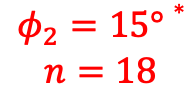 ϕ₂ = 15° *
n = 18